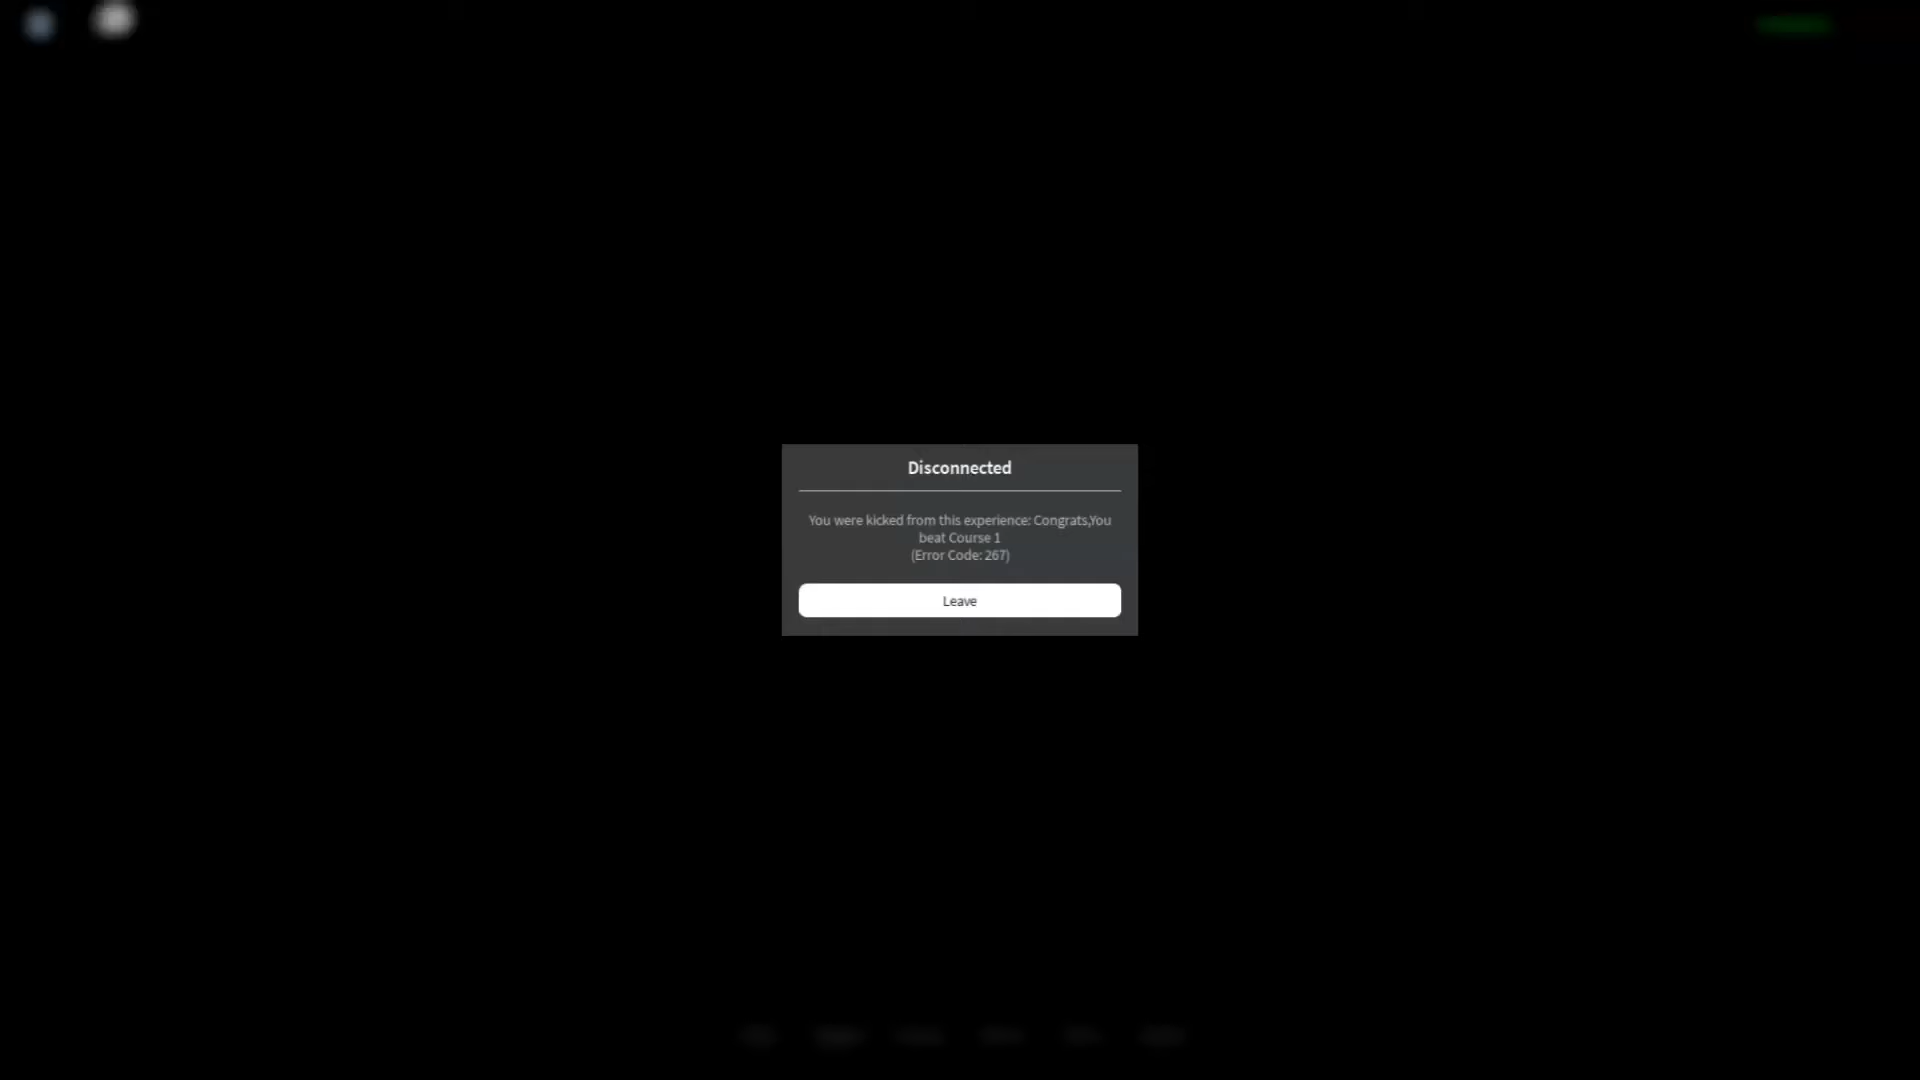 Disconnected
You were kicked from this experience: Congrats,You
beat Course 1
(Error Code: 267)
Leave